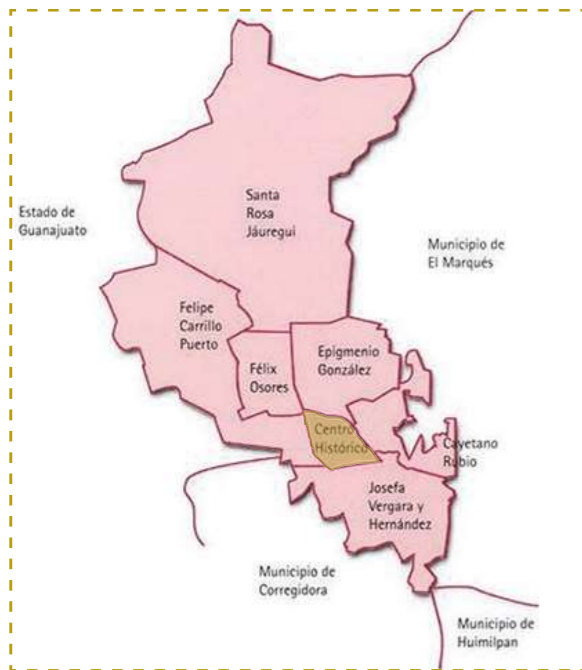 Santa
Rosa
Jáuregui
Estado de
Guanajuato
Municipio de
El Marqués
Felipe
Carrillo
Puerto
Félix
Osores
Epigmenio
González
Centro
Histórico
Cayetano
Rubio
Josefa
Vergara y
Hernández
Municipio de
Corregidora
Municipio de
Huimilpan